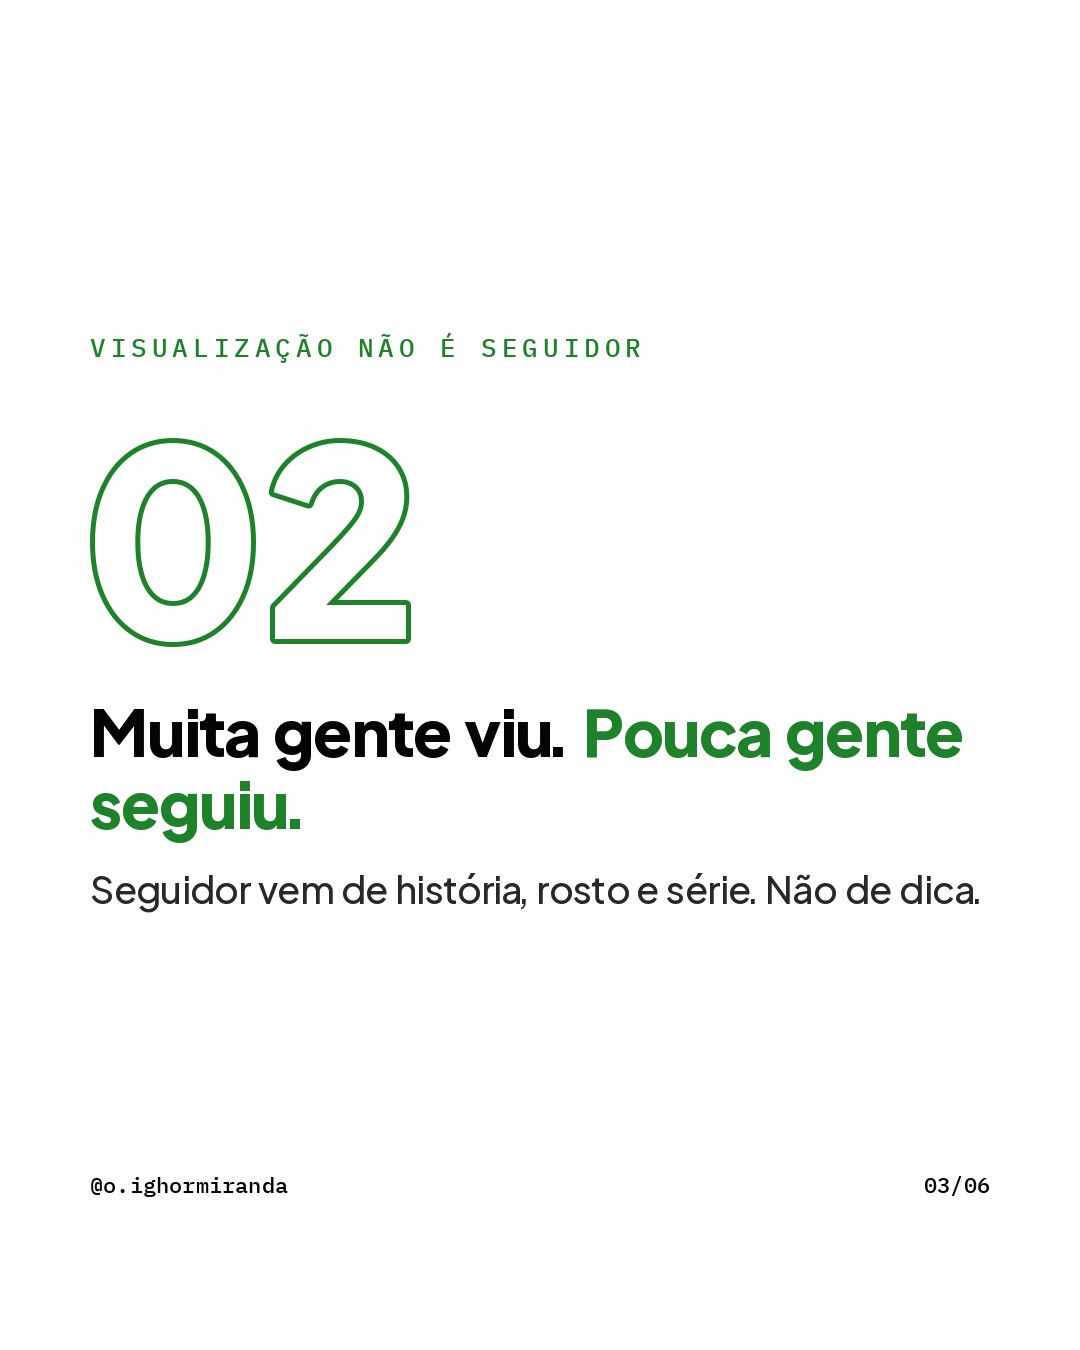 VISUALIZAÇÃO NÃO É SEGUIDOR
02
Muita gente viu. Pouca gente
seguiu.
Seguidor vem de história, rosto e série. Não de dica.
@o.ighormiranda
03/06